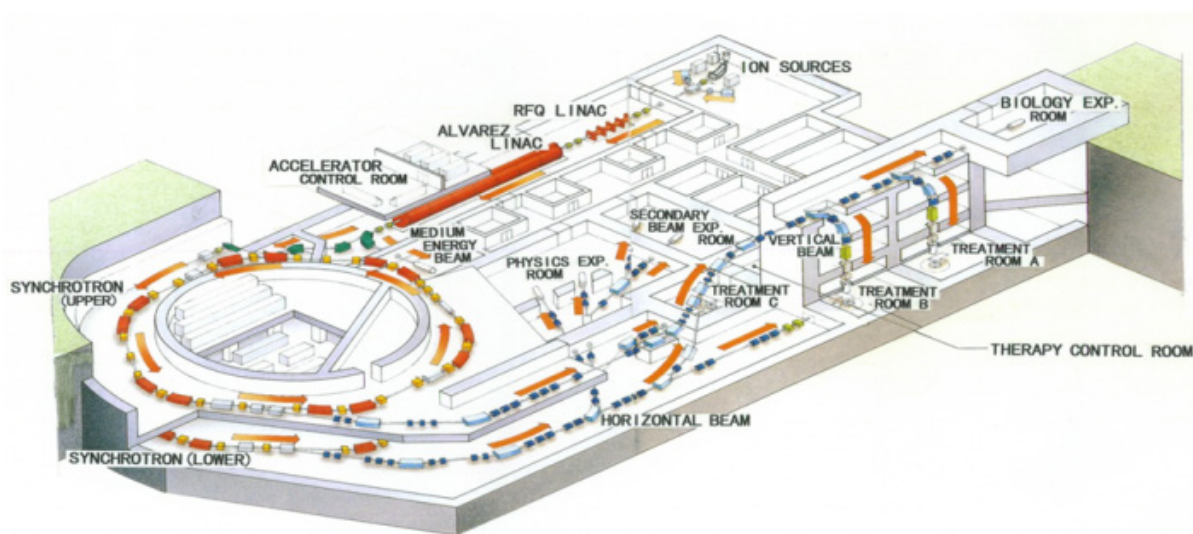 ION SOURCES
RFQ LINAC
ALVAREZ
LINAC
ACCELERATOR
CONTROL ROOM
BIOLOGY EXP.
ROOM
SECONDARY
BEAM EXP.
ROOM
MEDIUM
ENERGY
BEAM
PHYSICS EXP.
ROOM
VERTICAL
BEAM
TREATMENT
ROOM A
TREATMENT
ROOM B
TREATMENT
ROOM C
SYNCHROTRON
(UPPER)
THERAPY CONTROL ROOM
HORIZONTAL BEAM
SYNCHROTRON(LOWER)